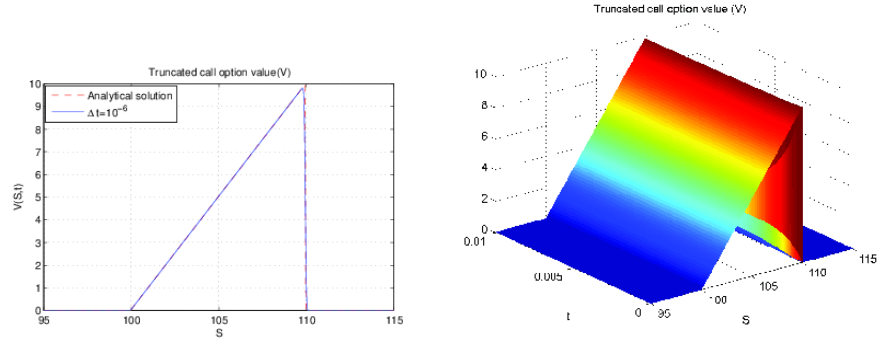 Truncated call option value(V)
10
9
8
7
6
5
4
3
2
1
0
V(S,t)
Analytical solution
Δt=10⁻⁶
95 100 105 110 115
S
Truncated call option value (V)
10
8
6
4
2
0
0.01
0.005
0
t
95
100
105
110
115
S